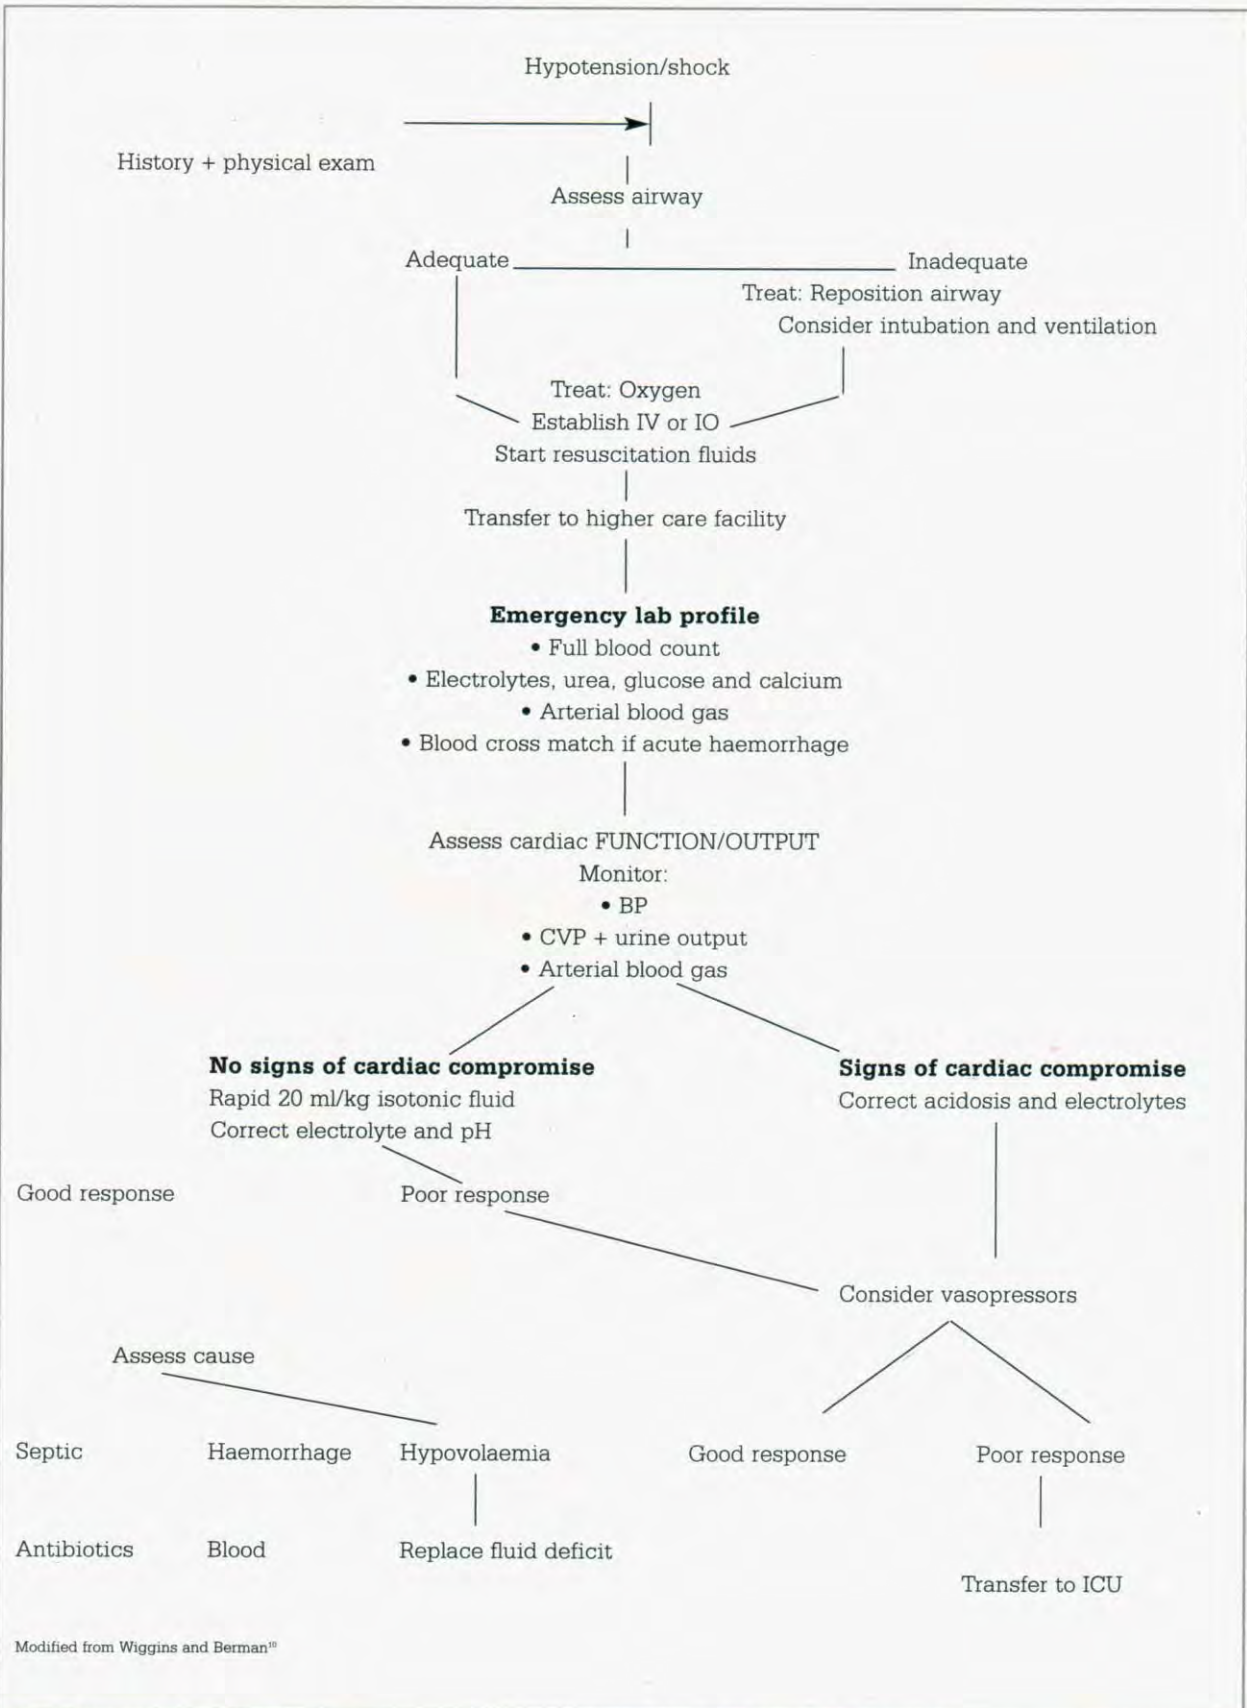 Hypotension/shock
History + physical exam
Assess airway
Adequate
Inadequate
Treat: Reposition airway
Consider intubation and ventilation
Treat: Oxygen
Establish IV or IO
Start resuscitation fluids
Transfer to higher care facility
Emergency lab profile
• Full blood count
• Electrolytes, urea, glucose and calcium
• Arterial blood gas
• Blood cross match if acute haemorrhage
Assess cardiac FUNCTION/OUTPUT
Monitor:
• BP
• CVP + urine output
• Arterial blood gas
No signs of cardiac compromise
Rapid 20 ml/kg isotonic fluid
Correct electrolyte and pH
Signs of cardiac compromise
Correct acidosis and electrolytes
Good response
Poor response
Consider vasopressors
Assess cause
Septic
Haemorrhage
Hypovolaemia
Good response
Poor response
Antibiotics
Blood
Replace fluid deficit
Transfer to ICU
Modified from Wiggins and Berman¹⁰